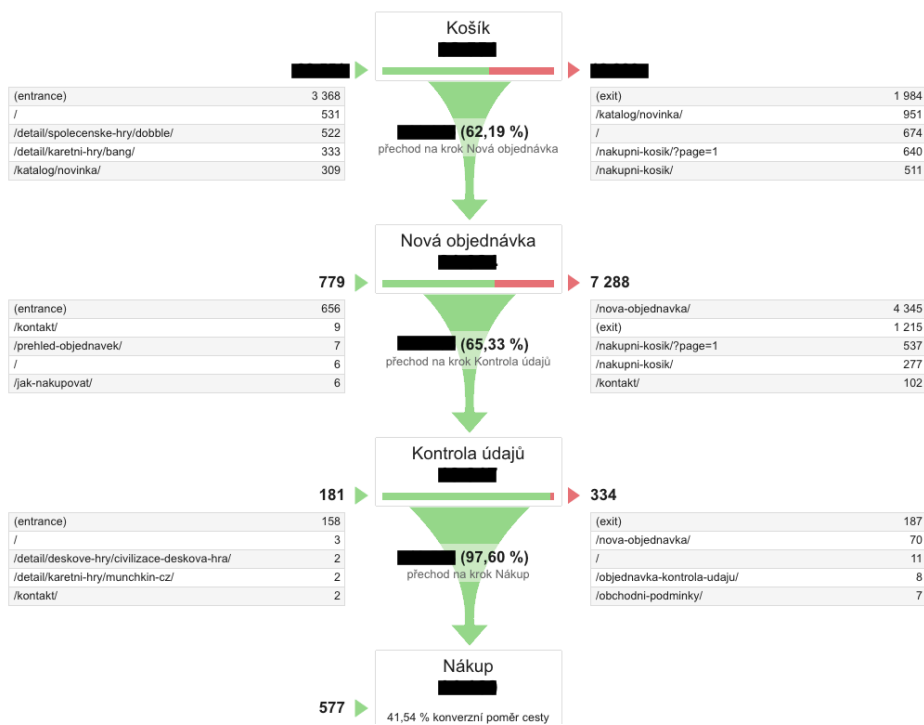 Košík
(entrance) 3 368
/ 531
/detail/spolecenske-hry/dobble/ 522
/detail/karetni-hry/bang/ 333
/katalog/novinka/ 309
(exit) 1 984
/katalog/novinka/ 951
/ 674
/nakupni-kosik/?page=1 640
/nakupni-kosik/ 511
(62,19 %)
přechod na krok Nová objednávka
Nová objednávka
779
7 288
(entrance) 656
/kontakt/ 9
/prehled-objednavek/ 7
/ 6
/jak-nakupovat/ 6
/nova-objednavka/ 4 345
(exit) 1 215
/nakupni-kosik/?page=1 537
/nakupni-kosik/ 277
/kontakt/ 102
(65,33 %)
přechod na krok Kontrola údajů
Kontrola údajů
181
334
(entrance) 158
/ 3
/detail/deskove-hry/civilizace-deskova-hra/ 2
/detail/karetni-hry/munchkin-cz/ 2
/kontakt/ 2
(exit) 187
/nova-objednavka/ 70
/ 11
/objednavka-kontrola-udaju/ 8
/obchodni-podminky/ 7
(97,60 %)
přechod na krok Nákup
Nákup
577
41,54 % konverzní poměr cesty